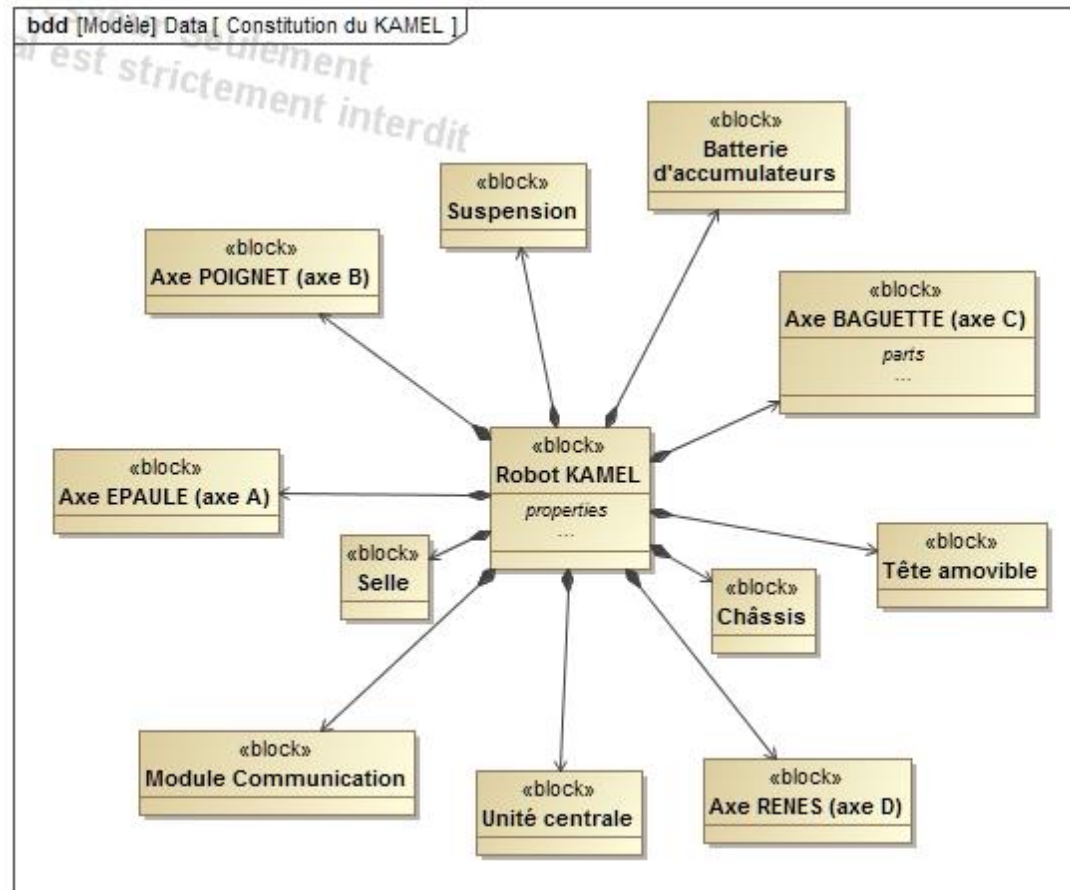 bdd [Modèle] Data [ Constitution du KAMEL ]
Seulement
al est strictement interdit
«block»
Batterie
d'accumulateurs
«block»
Suspension
«block»
Axe POIGNET (axe B)
«block»
Axe BAGUETTE (axe C)
parts
...
«block»
Robot KAMEL
properties
...
«block»
Axe EPAULE (axe A)
«block»
Selle
«block»
Tête amovible
«block»
Châssis
«block»
Module Communication
«block»
Unité centrale
«block»
Axe RENES (axe D)